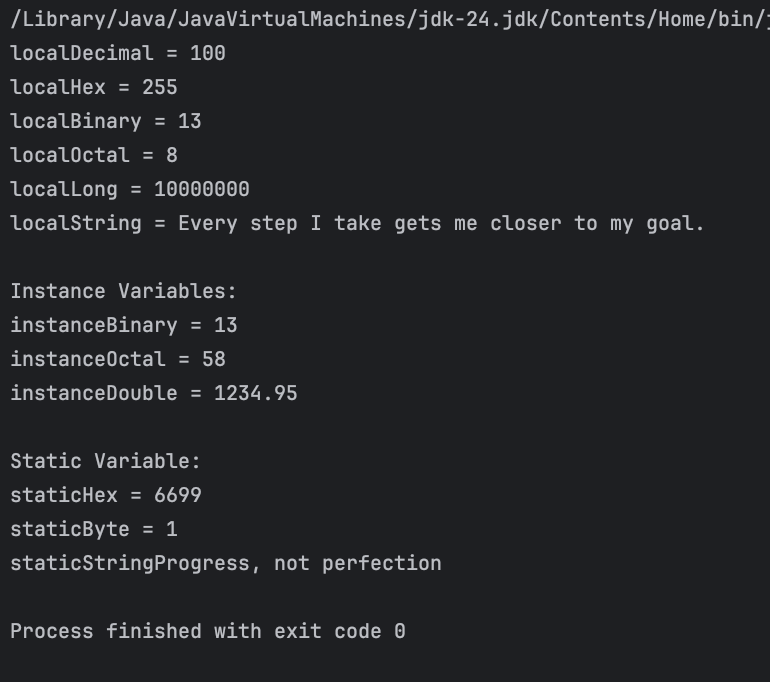 /Library/Java/JavaVirtualMachines/jdk-24.jdk/Contents/Home/bin/
localDecimal = 100
localHex = 255
localBinary = 13
localOctal = 8
localLong = 10000000
localString = Every step I take gets me closer to my goal.
Instance Variables:
instanceBinary = 13
instanceOctal = 58
instanceDouble = 1234.95
Static Variable:
staticHex = 6699
staticByte = 1
staticStringProgress, not perfection
Process finished with exit code 0